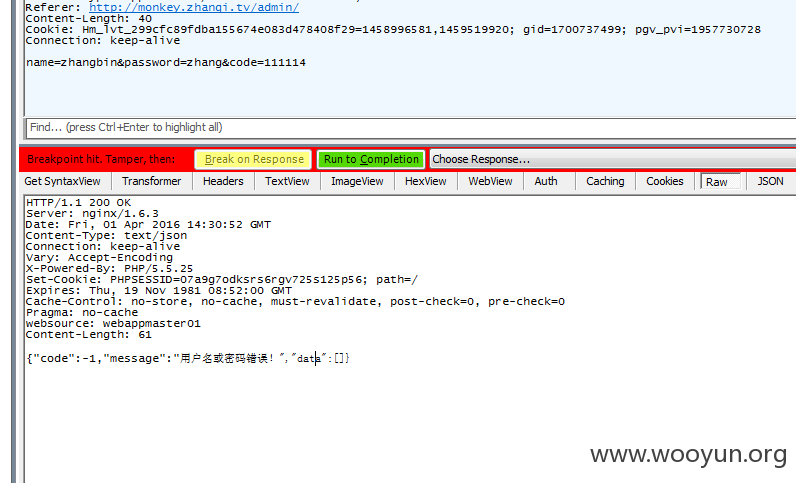 Referer: http://monkey.zhanqi.tv/admin/
Content-Length: 40
Cookie: Hm_lvt_299cfc89fdba155674e083d478408f29=1458996581,1459519920; gid=1700737499; pgv_pvi=1957730728
Connection: keep-alive
name=zhangbin&password=zhang&code=111114
Find... (press Ctrl+Enter to highlight all)
Breakpoint hit. Tamper, then: Break on Response Run to Completion Choose Response...
Get SyntaxView Transformer Headers TextView ImageView HexView WebView Auth Caching Cookies Raw JSON
HTTP/1.1 200 OK
Server: nginx/1.6.3
Date: Fri, 01 Apr 2016 14:30:52 GMT
Content-Type: text/json
Connection: keep-alive
Vary: Accept-Encoding
X-Powered-By: PHP/5.5.25
Set-Cookie: PHPSESSID=07a9g7odksrs6rgv725s125p56; path=/
Expires: Thu, 19 Nov 1981 08:52:00 GMT
Cache-Control: no-store, no-cache, must-revalidate, post-check=0, pre-check=0
Pragma: no-cache
websource: webappmaster01
Content-Length: 61
{"code":-1,"message":"用户名或密码错误！","data":[]}
www.wooyun.org